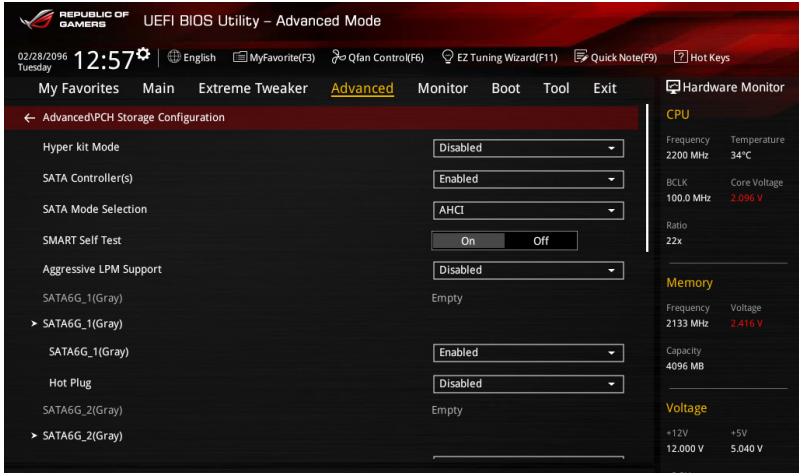 REPUBLIC OF GAMERS UEFI BIOS Utility – Advanced Mode
02/28/2096 Tuesday 12:57 English MyFavorite(F3) Qfan Control(F6) EZ Tuning Wizard(F11) Quick Note(F9) ? Hot Keys
My Favorites Main Extreme Tweaker Advanced Monitor Boot Tool Exit
← Advanced\PCH Storage Configuration
Hyper kit Mode Disabled
SATA Controller(s) Enabled
SATA Mode Selection AHCI
SMART Self Test On Off
Aggressive LPM Support Disabled
SATA6G_1(Gray) Empty
> SATA6G_1(Gray)
SATA6G_1(Gray) Enabled
Hot Plug Disabled
SATA6G_2(Gray) Empty
> SATA6G_2(Gray)
Hardware Monitor
CPU
Frequency Temperature
2200 MHz 34°C
BCLK Core Voltage
100.0 MHz 2.096 V
Ratio
22x
Memory
Frequency Voltage
2133 MHz 2.416 V
Capacity
4096 MB
Voltage
+12V +5V
12.000 V 5.040 V